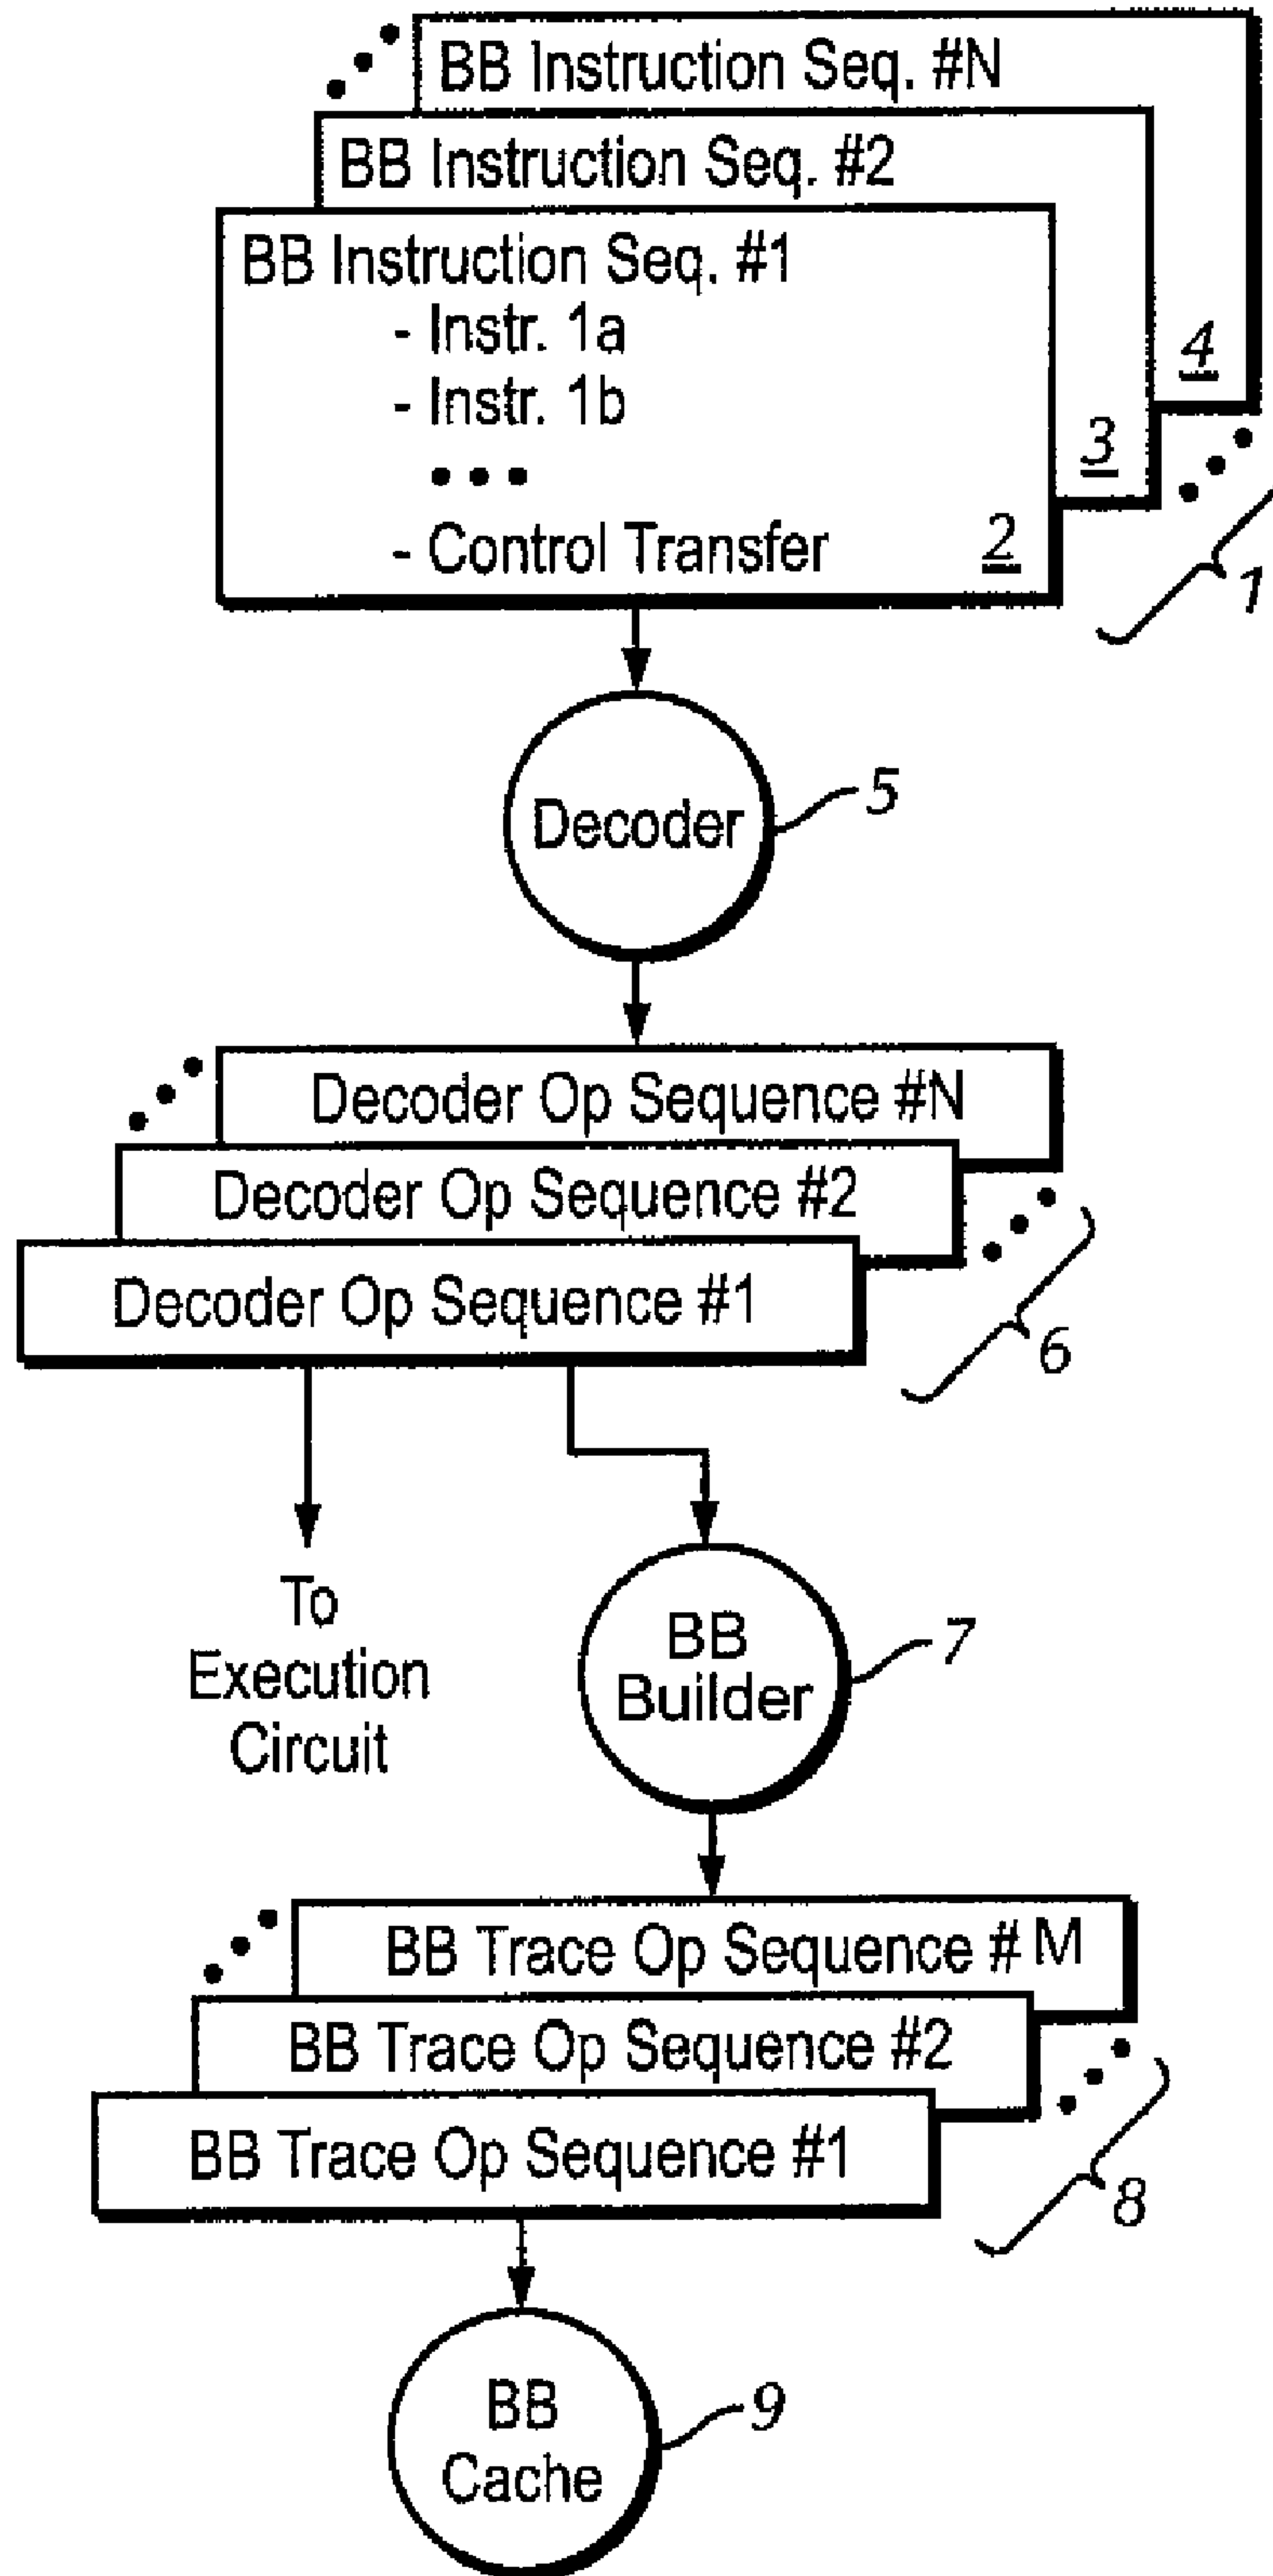 BB Instruction Seq. #N
BB Instruction Seq. #2
BB Instruction Seq. #1
- Instr. 1a
- Instr. 1b
• • •
- Control Transfer
2
3
4
1
Decoder
5
Decoder Op Sequence #N
Decoder Op Sequence #2
Decoder Op Sequence #1
6
To
Execution
Circuit
BB
Builder
7
BB Trace Op Sequence # M
BB Trace Op Sequence #2
BB Trace Op Sequence #1
8
BB
Cache
9